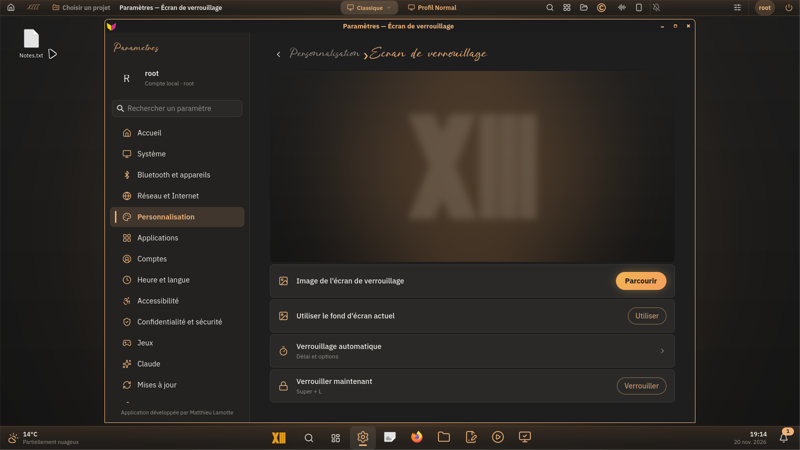 XIII
Choisir un projet
Paramètres — Écran de verrouillage
Classique
Profil Normal
root
Notes.txt
Paramètres — Écran de verrouillage
Paramètres
R
root
Compte local · root
Rechercher un paramètre
Accueil
Système
Bluetooth et appareils
Réseau et Internet
Personnalisation
Applications
Comptes
Heure et langue
Accessibilité
Confidentialité et sécurité
Jeux
Claude
Mises à jour
Application développée par Matthieu Lamotte
Personnalisation
Écran de verrouillage
XIII
Image de l'écran de verrouillage
Parcourir
Utiliser le fond d'écran actuel
Utiliser
Verrouillage automatique
Délai et options
Verrouiller maintenant
Super + L
Verrouiller
14°C
Partiellement nuageux
XIII
19:14
20 nov. 2026
1